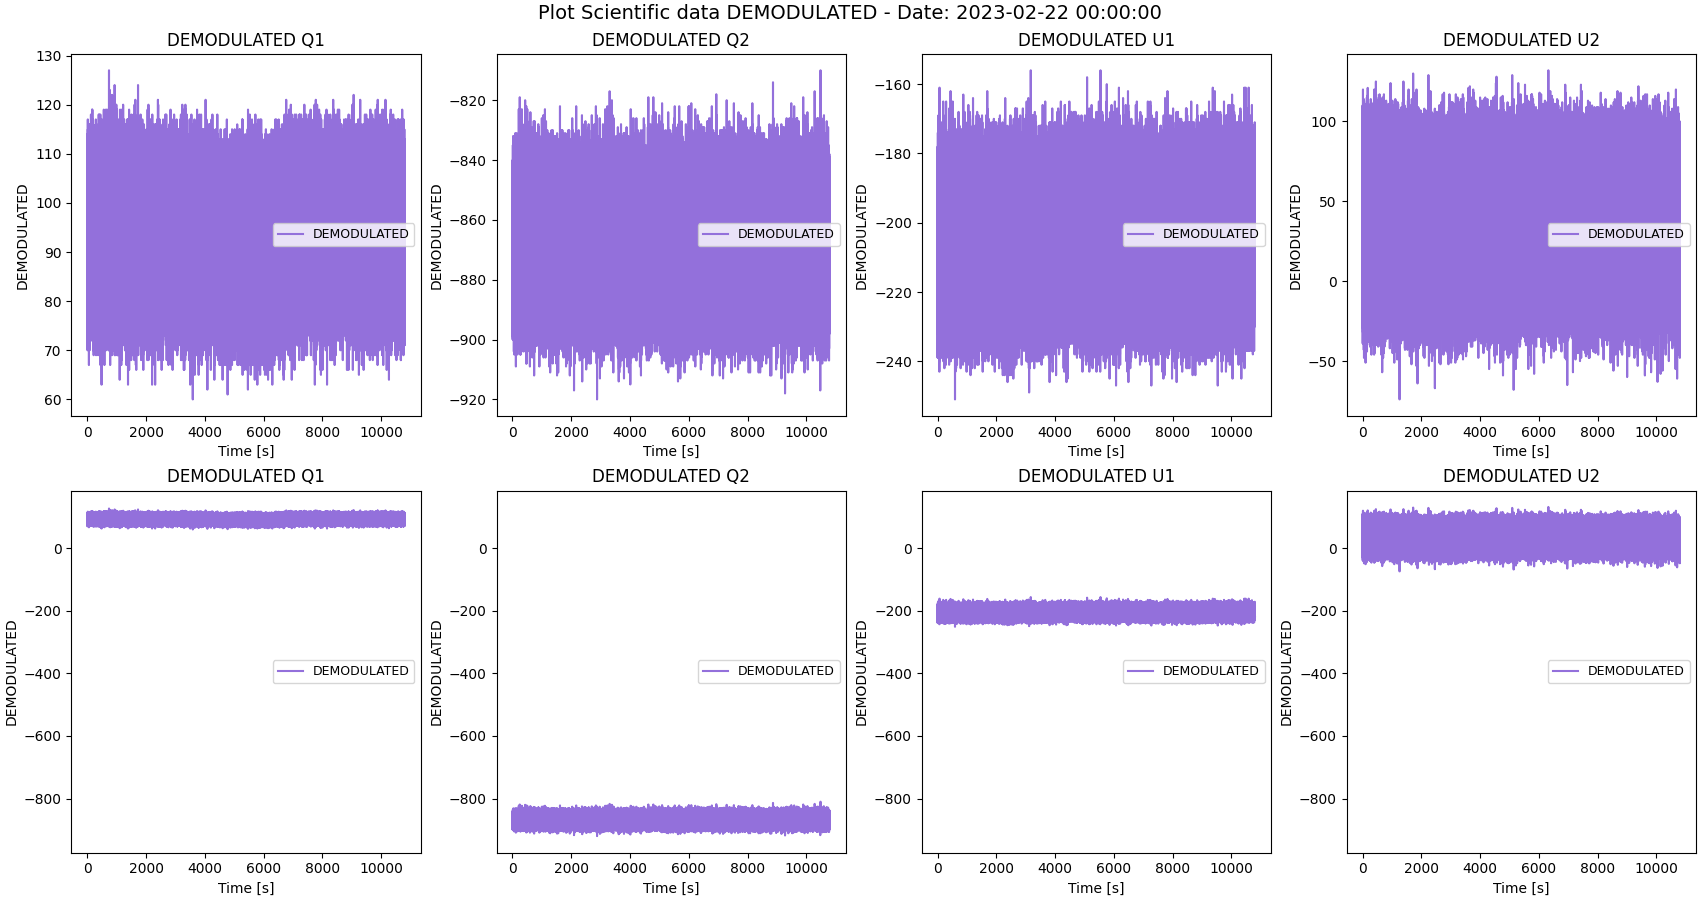 Plot Scientific data DEMODULATED - Date: 2023-02-22 00:00:00
DEMODULATED Q1
DEMODULATED
130
120
110
100
90
80
70
60
DEMODULATED
0 2000 4000 6000 8000 10000
Time [s]
DEMODULATED Q2
DEMODULATED
−820
−840
−860
−880
−900
−920
DEMODULATED
0 2000 4000 6000 8000 10000
Time [s]
DEMODULATED U1
DEMODULATED
−160
−180
−200
−220
−240
DEMODULATED
0 2000 4000 6000 8000 10000
Time [s]
DEMODULATED U2
DEMODULATED
100
50
0
−50
DEMODULATED
0 2000 4000 6000 8000 10000
Time [s]
DEMODULATED Q1
DEMODULATED
0
−200
−400
−600
−800
DEMODULATED
0 2000 4000 6000 8000 10000
Time [s]
DEMODULATED Q2
DEMODULATED
0
−200
−400
−600
−800
DEMODULATED
0 2000 4000 6000 8000 10000
Time [s]
DEMODULATED U1
DEMODULATED
0
−200
−400
−600
−800
DEMODULATED
0 2000 4000 6000 8000 10000
Time [s]
DEMODULATED U2
DEMODULATED
0
−200
−400
−600
−800
DEMODULATED
0 2000 4000 6000 8000 10000
Time [s]